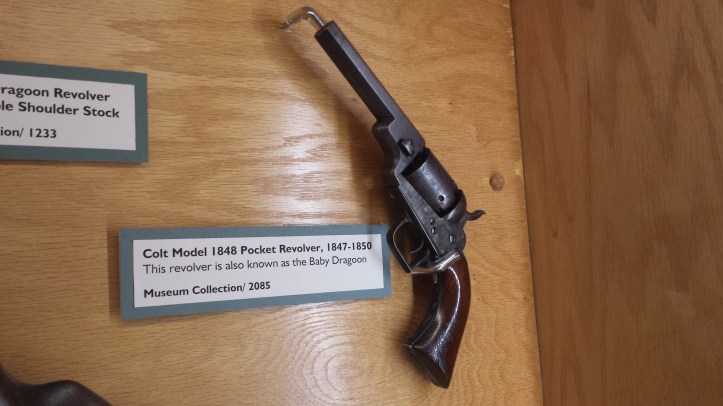 ragoon Revolver
le Shoulder Stock
ion/ 1233
Colt Model 1848 Pocket Revolver, 1847-1850
This revolver is also known as the Baby Dragoon
Museum Collection/ 2085